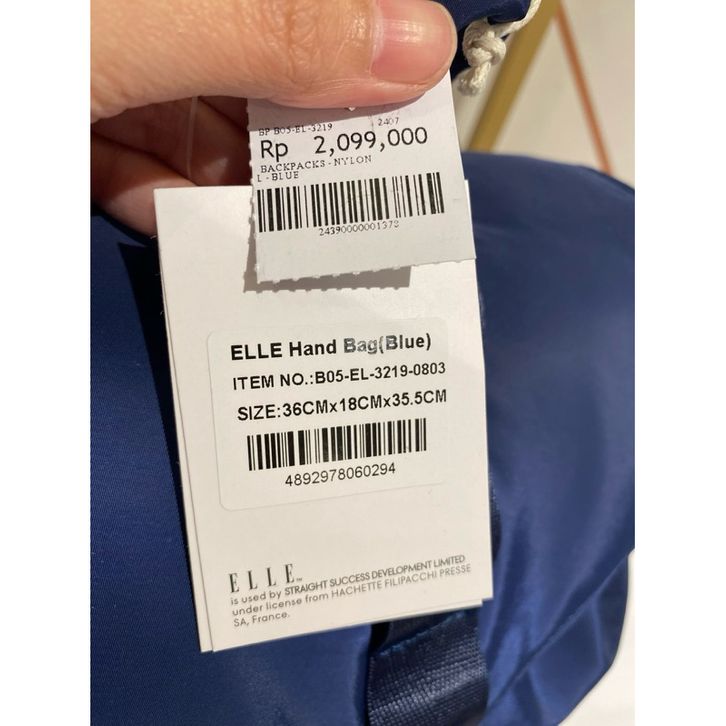 BP B05-EL-3219 2407
Rp 2,099,000
BACKPACKS - NYLON
L - BLUE
2439000001378
ELLE Hand Bag(Blue)
ITEM NO.:B05-EL-3219-0803
SIZE:36CMx18CMx35.5CM
4892978060294
ELLE™
is used by STRAIGHT SUCCESS DEVELOPMENT LIMITED
under license from HACHETTE FILIPACCHI PRESSE
SA, France.